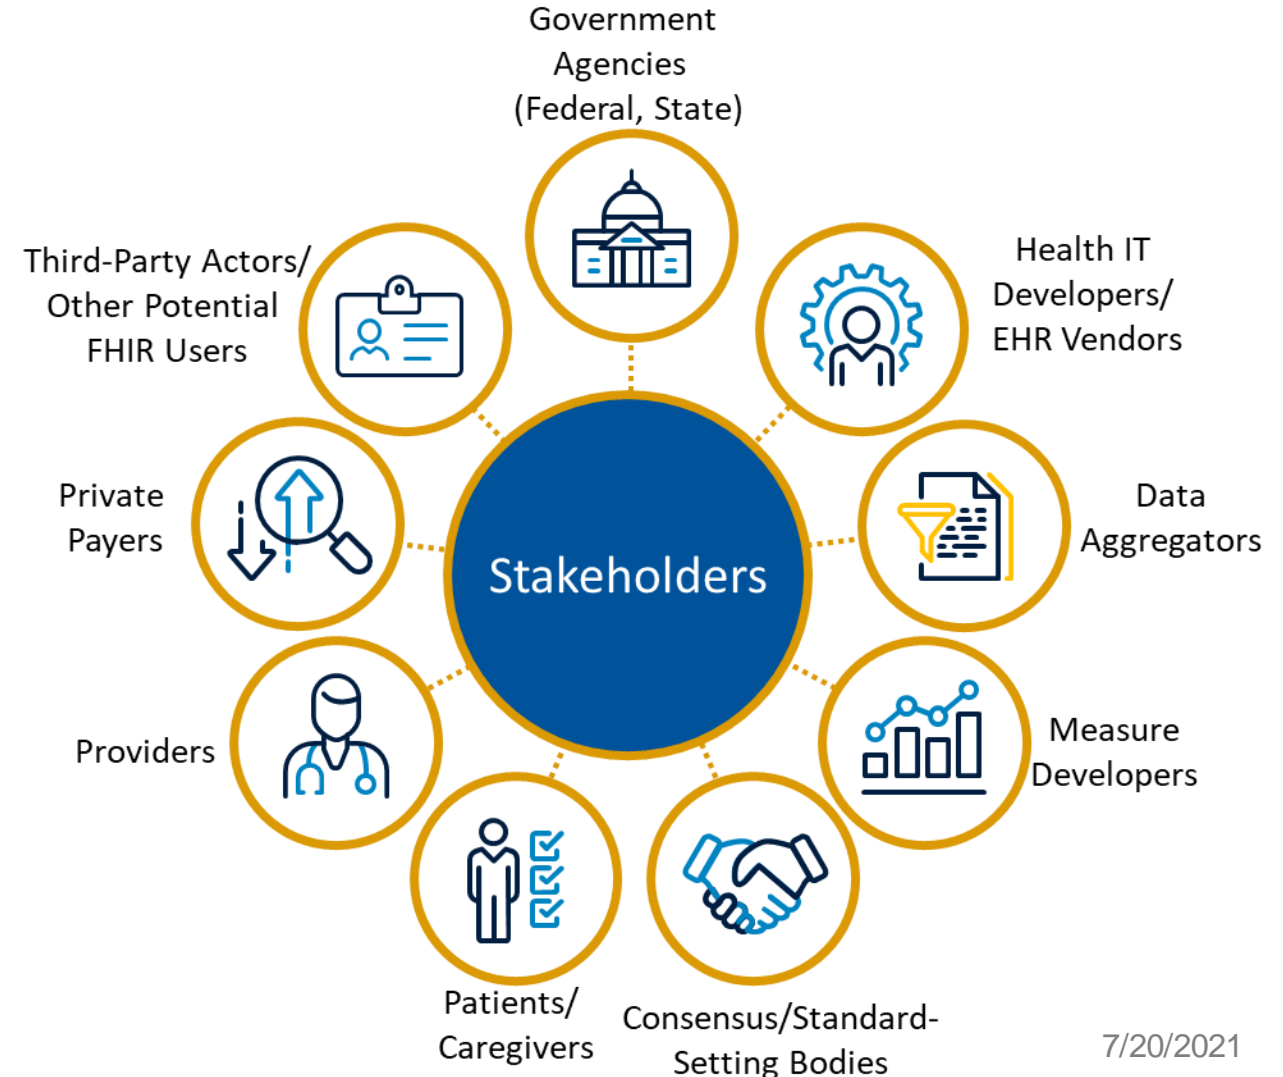 Government
Agencies
(Federal, State)
Health IT
Developers/
EHR Vendors
Data
Aggregators
Measure
Developers
Consensus/Standard-
Setting Bodies
Patients/
Caregivers
Providers
Private
Payers
Third-Party Actors/
Other Potential
FHIR Users
Stakeholders
7/20/2021